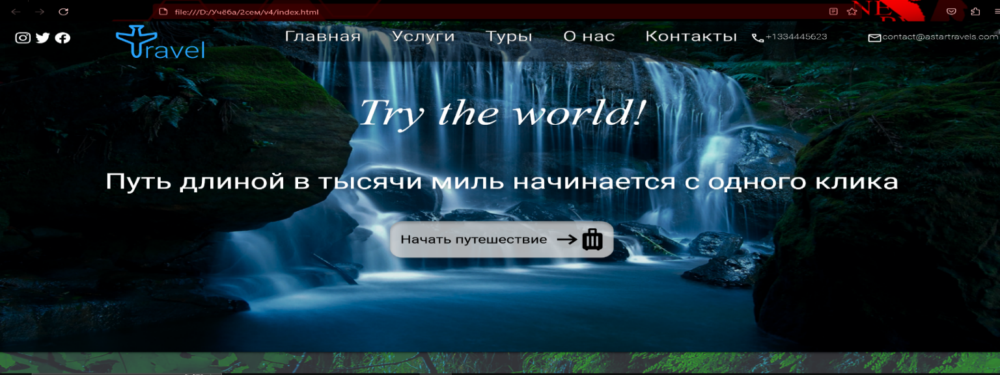 file:///D:/Учёба/2сем/v4/index.html
Travel
Главная Услуги Туры О нас Контакты
+1334445623
contact@astartravels.com
Try the world!
Путь длиной в тысячи миль начинается с одного клика
Начать путешествие